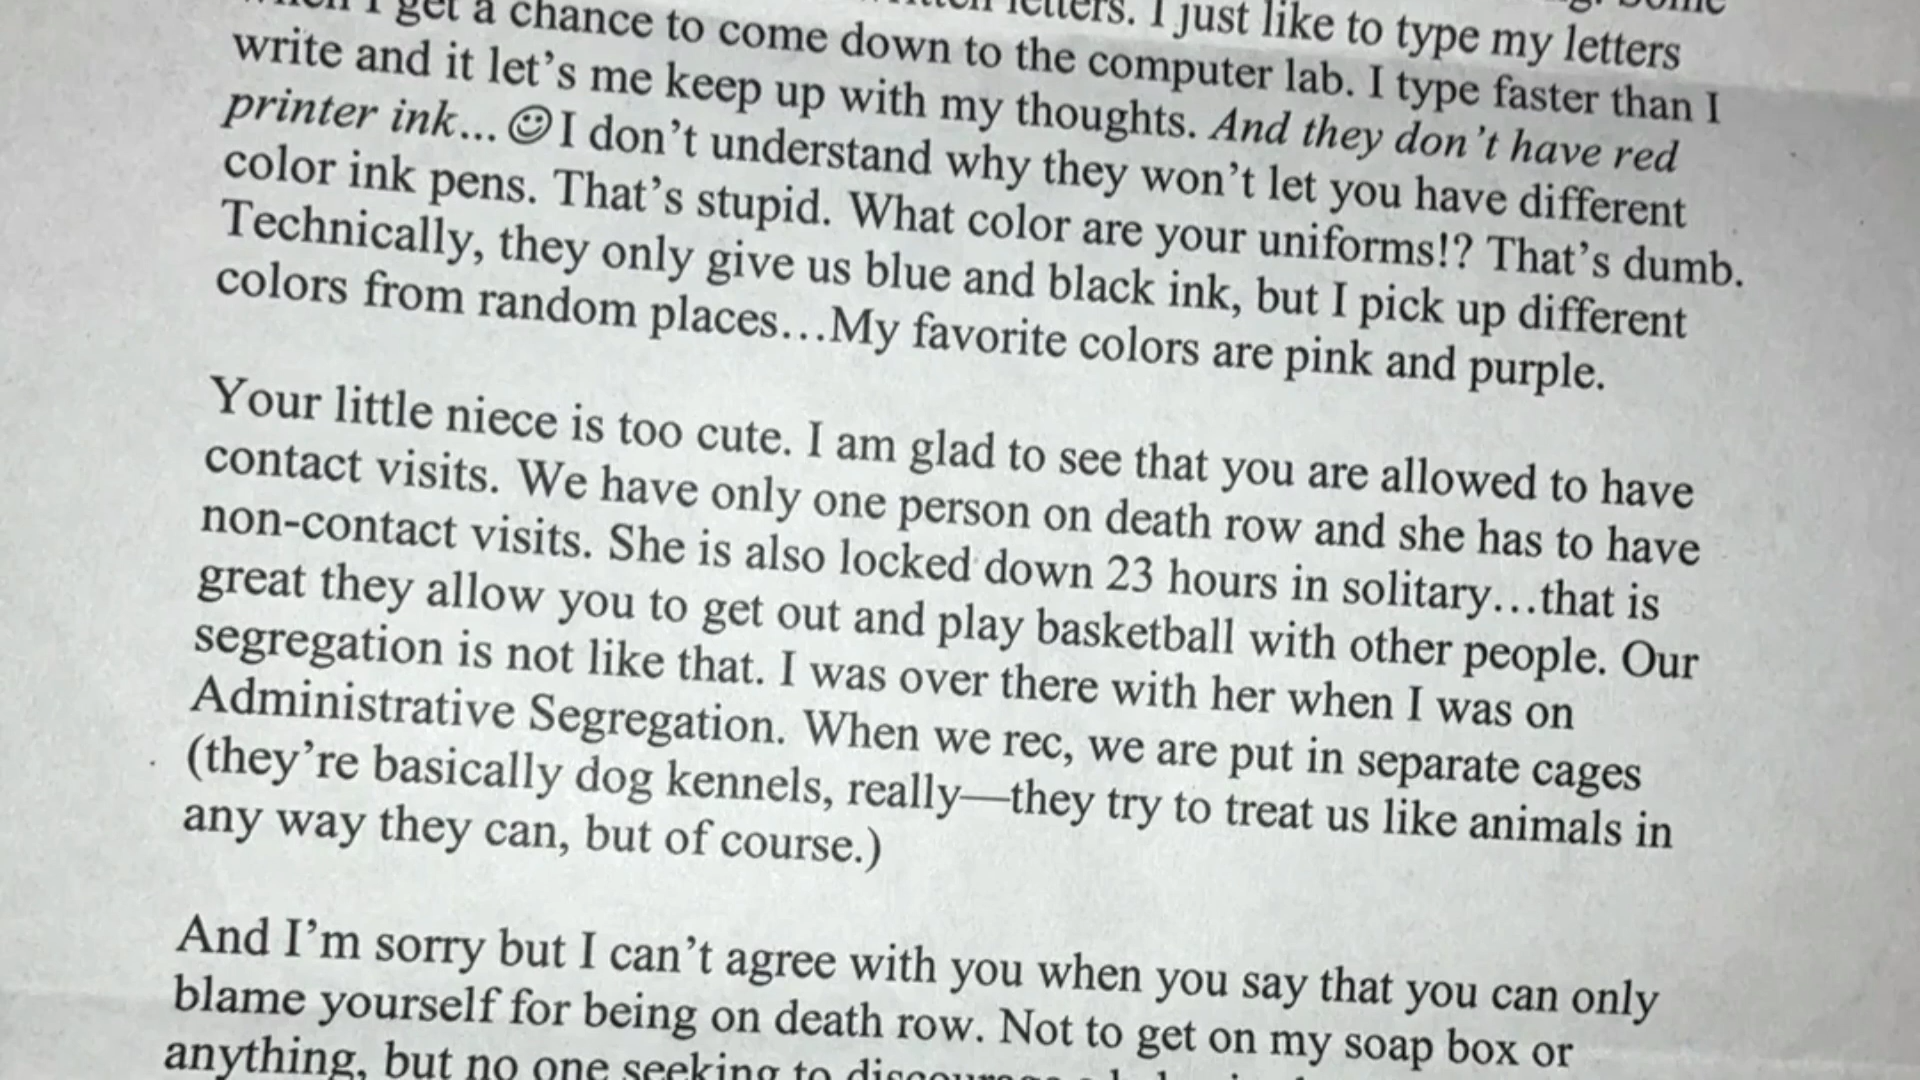 I get a chance to come down to the computer lab. I type faster than I
letters. I just like to type my letters
write and it let's me keep up with my thoughts. And they don't have red
printer ink... ☺ I don't understand why they won't let you have different
color ink pens. That's stupid. What color are your uniforms!? That's dumb.
Technically, they only give us blue and black ink, but I pick up different
colors from random places…My favorite colors are pink and purple.
Your little niece is too cute. I am glad to see that you are allowed to have
contact visits. We have only one person on death row and she has to have
non-contact visits. She is also locked down 23 hours in solitary…that is
great they allow you to get out and play basketball with other people. Our
segregation is not like that. I was over there with her when I was on
Administrative Segregation. When we rec, we are put in separate cages
(they're basically dog kennels, really—they try to treat us like animals in
any way they can, but of course.)
And I'm sorry but I can't agree with you when you say that you can only
blame yourself for being on death row. Not to get on my soap box or
anything, but no one seeking to